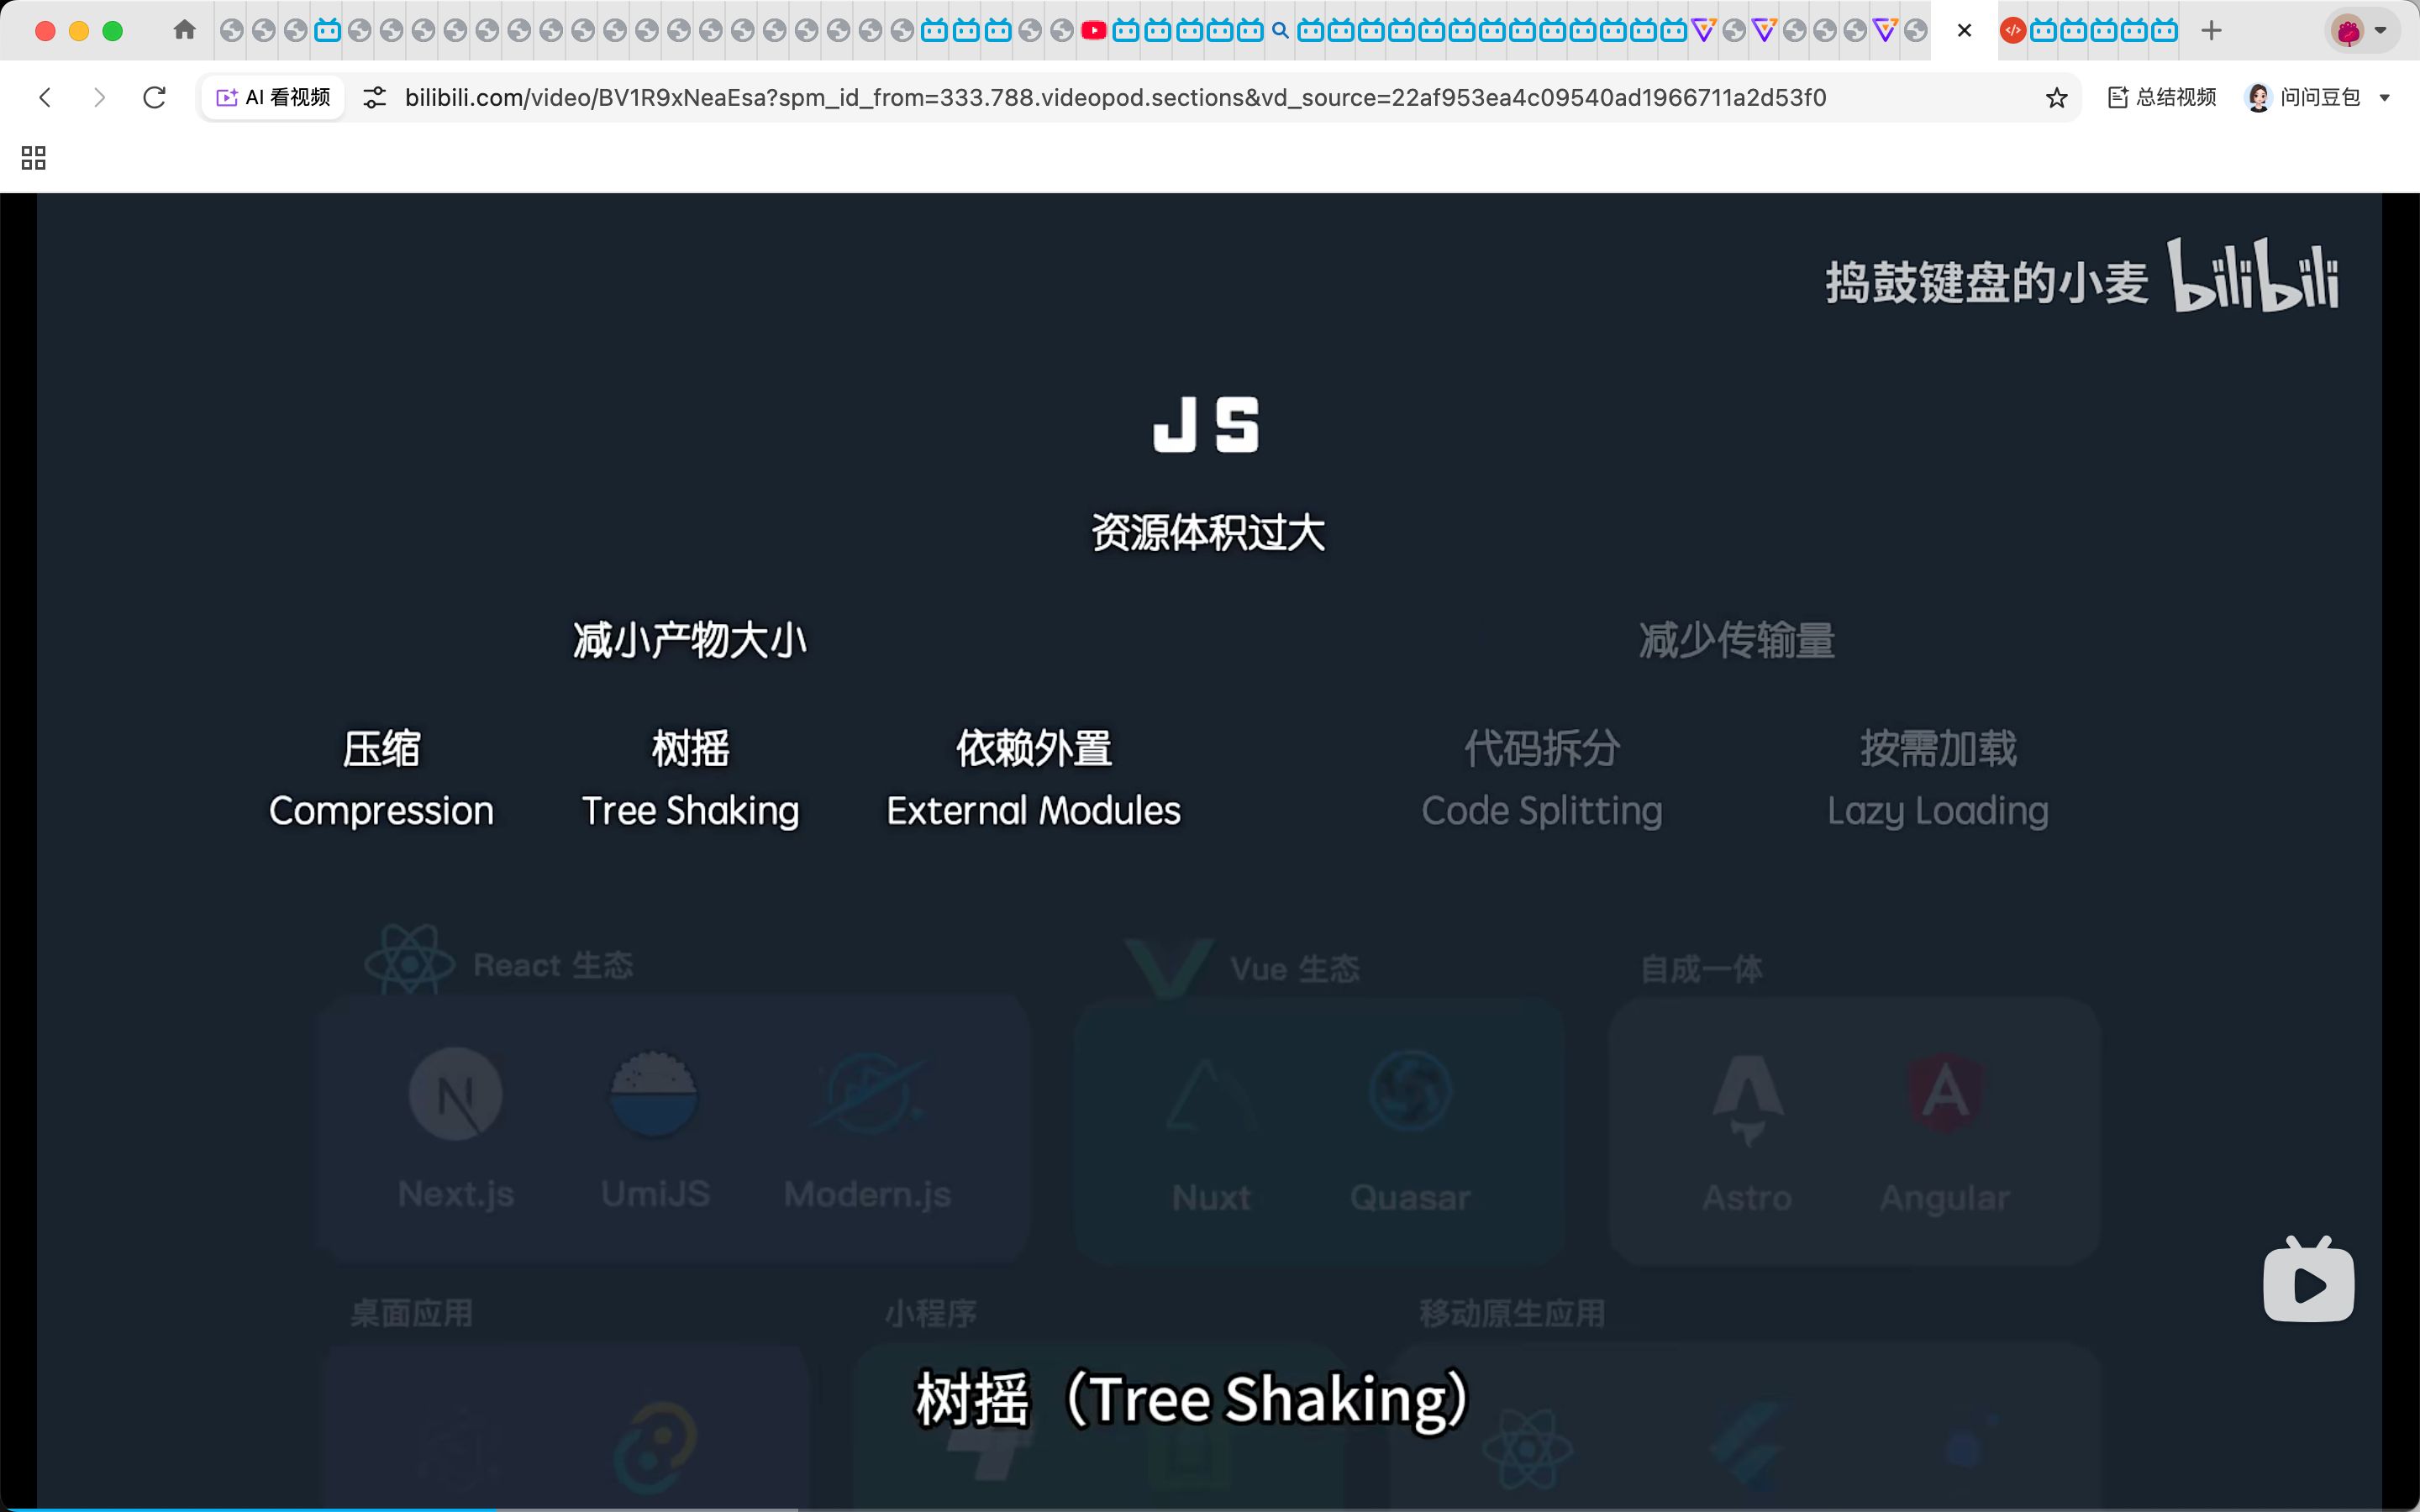 AI 看视频
bilibili.com/video/BV1R9xNeaEsa?spm_id_from=333.788.videopod.sections&vd_source=22af953ea4c09540ad1966711a2d53f0
总结视频
问问豆包
捣鼓键盘的小麦 bilibili
JS
资源体积过大
减小产物大小
减少传输量
压缩
树摇
依赖外置
代码拆分
按需加载
Compression
Tree Shaking
External Modules
Code Splitting
Lazy Loading
React 生态
Vue 生态
自成一体
Next.js
UmiJS
Modern.js
Nuxt
Quasar
Astro
Angular
桌面应用
小程序
移动原生应用
树摇（Tree Shaking）